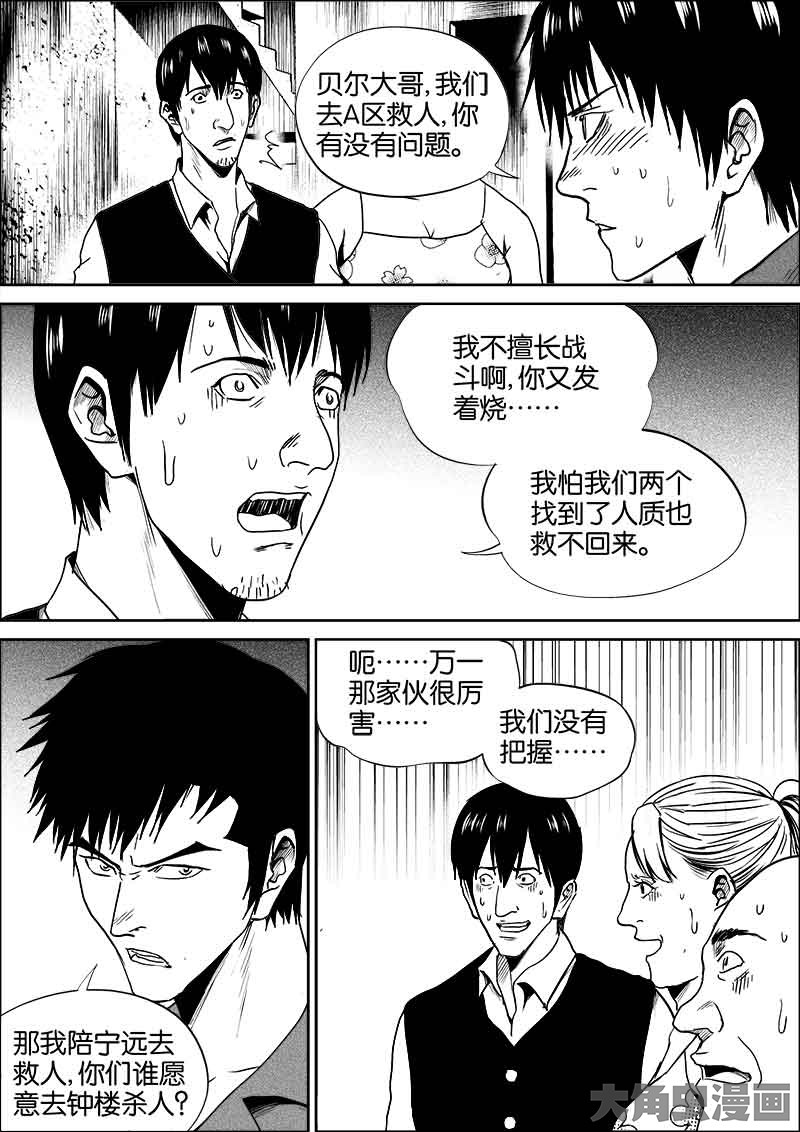 贝尔大哥,我们
去A区救人,你
有没有问题。
我不擅长战
斗啊,你又发
着烧……
我怕我们两个
找到了人质也
救不回来。
那我陪宁远去
救人,你们谁愿
意去钟楼杀人?
呃……万一
那家伙很厉
害……
我们没有
把握……
大角虫漫画